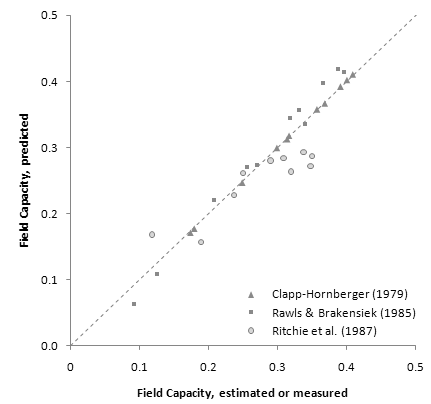 0.5
0.4
0.3
0.2
0.1
0.0
Field Capacity, predicted
Clapp-Hornberger (1979)
Rawls & Brakensiek (1985)
Ritchie et al. (1987)
0 0.1 0.2 0.3 0.4 0.5
Field Capacity, estimated or measured